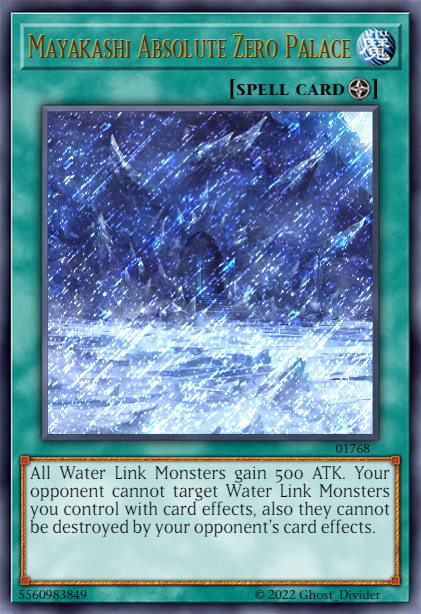 Mayakashi Absolute Zero Palace 魔
[SPELL CARD]
01768
All Water Link Monsters gain 500 ATK. Your
opponent cannot target Water Link Monsters
you control with card effects, also they cannot
be destroyed by your opponent's card effects.
5560983849 © 2022 Ghost_Divider